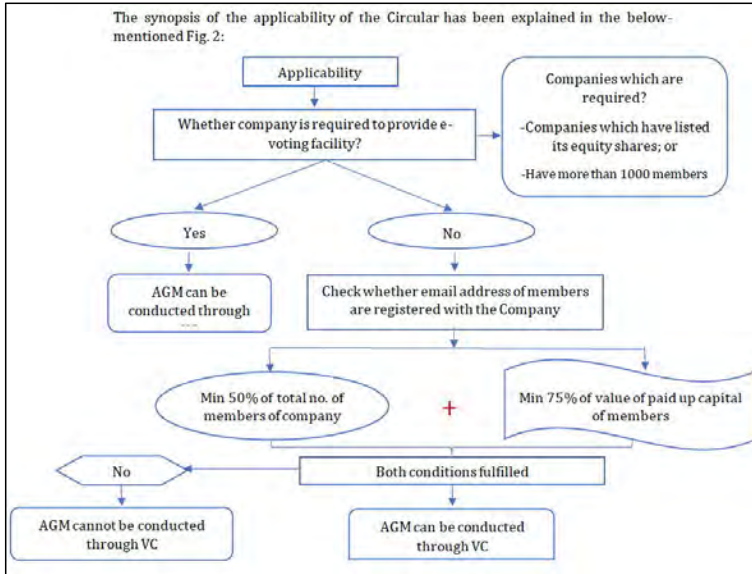 The synopsis of the applicability of the Circular has been explained in the below-
mentioned Fig. 2:
Applicability
Companies which are
required?
-Companies which have listed
its equity shares; or
-Have more than 1000 members
Whether company is required to provide e-
voting facility?
Yes
No
AGM can be
conducted through
Check whether email address of members
are registered with the Company
Min 50% of total no. of
members of company
+
Min 75% of value of paid up capital
of members
No
Both conditions fulfilled
AGM cannot be conducted
through VC
AGM can be conducted
through VC